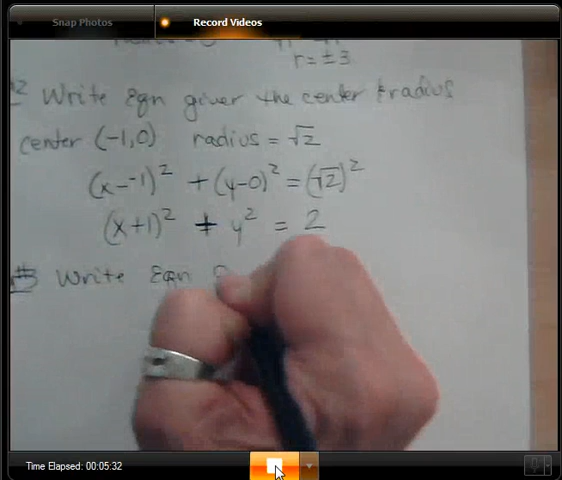 Snap Photos
Record Videos
r = ± 3
#2 Write Eqn given the center & radius
center (-1,0) radius = √2
(x - -1)² + (y-0)² = (√2)²
(x+1)² + y² = 2
#3 Write Eqn
Time Elapsed: 00:05:32